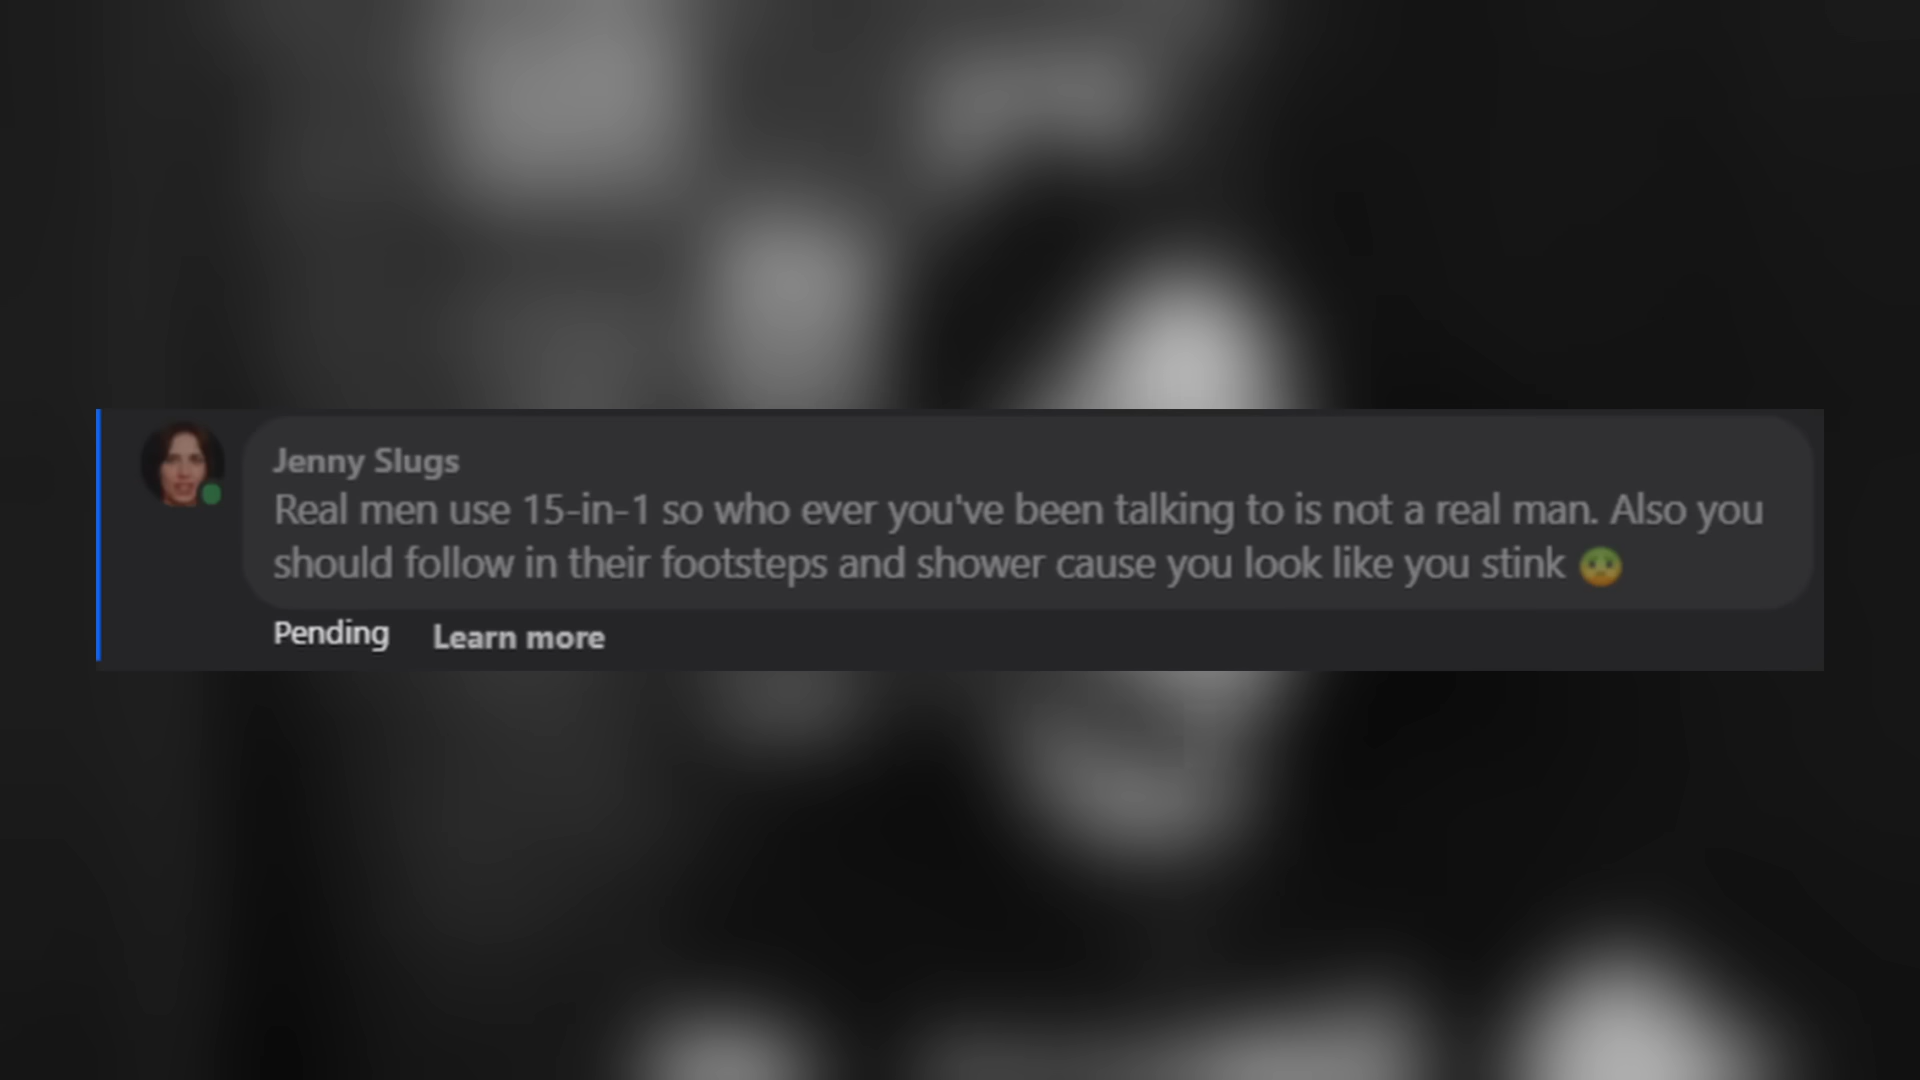 Jenny Slugs
Real men use 15-in-1 so who ever you've been talking to is not a real man. Also you
should follow in their footsteps and shower cause you look like you stink 🤢
Pending Learn more